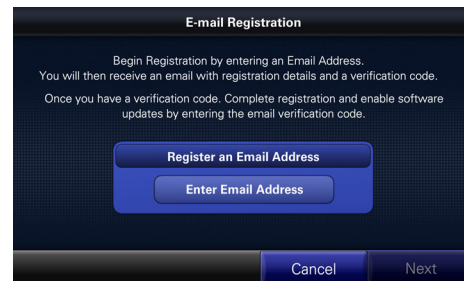 E-mail Registration
Begin Registration by entering an Email Address.
You will then receive an email with registration details and a verification code.
Once you have a verification code. Complete registration and enable software
updates by entering the email verification code.
Register an Email Address
Enter Email Address
Cancel
Next